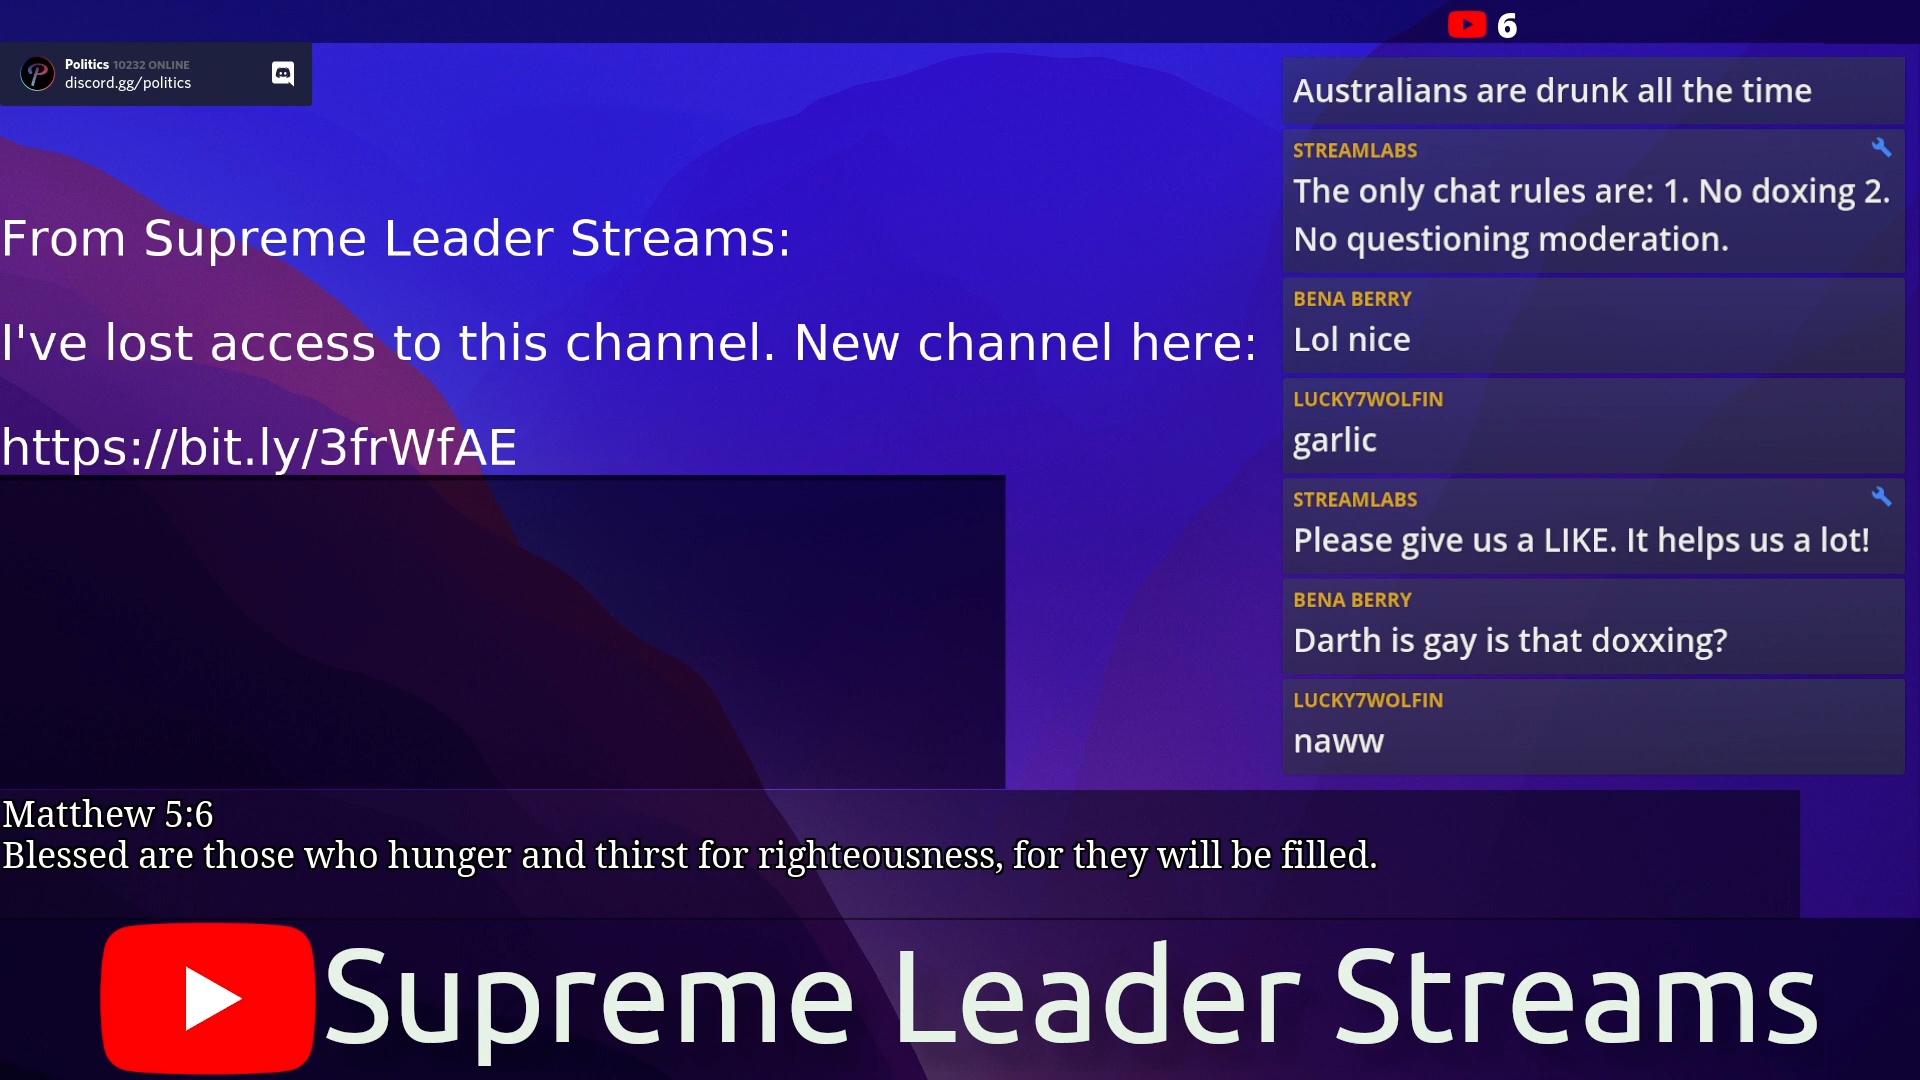 6
Politics 10232 ONLINE
discord.gg/politics
From Supreme Leader Streams:
I've lost access to this channel. New channel here:
https://bit.ly/3frWfAE
Australians are drunk all the time
STREAMLABS
The only chat rules are: 1. No doxing 2.
No questioning moderation.
BENA BERRY
Lol nice
LUCKY7WOLFIN
garlic
STREAMLABS
Please give us a LIKE. It helps us a lot!
BENA BERRY
Darth is gay is that doxxing?
LUCKY7WOLFIN
naww
Matthew 5:6
Blessed are those who hunger and thirst for righteousness, for they will be filled.
Supreme Leader Streams